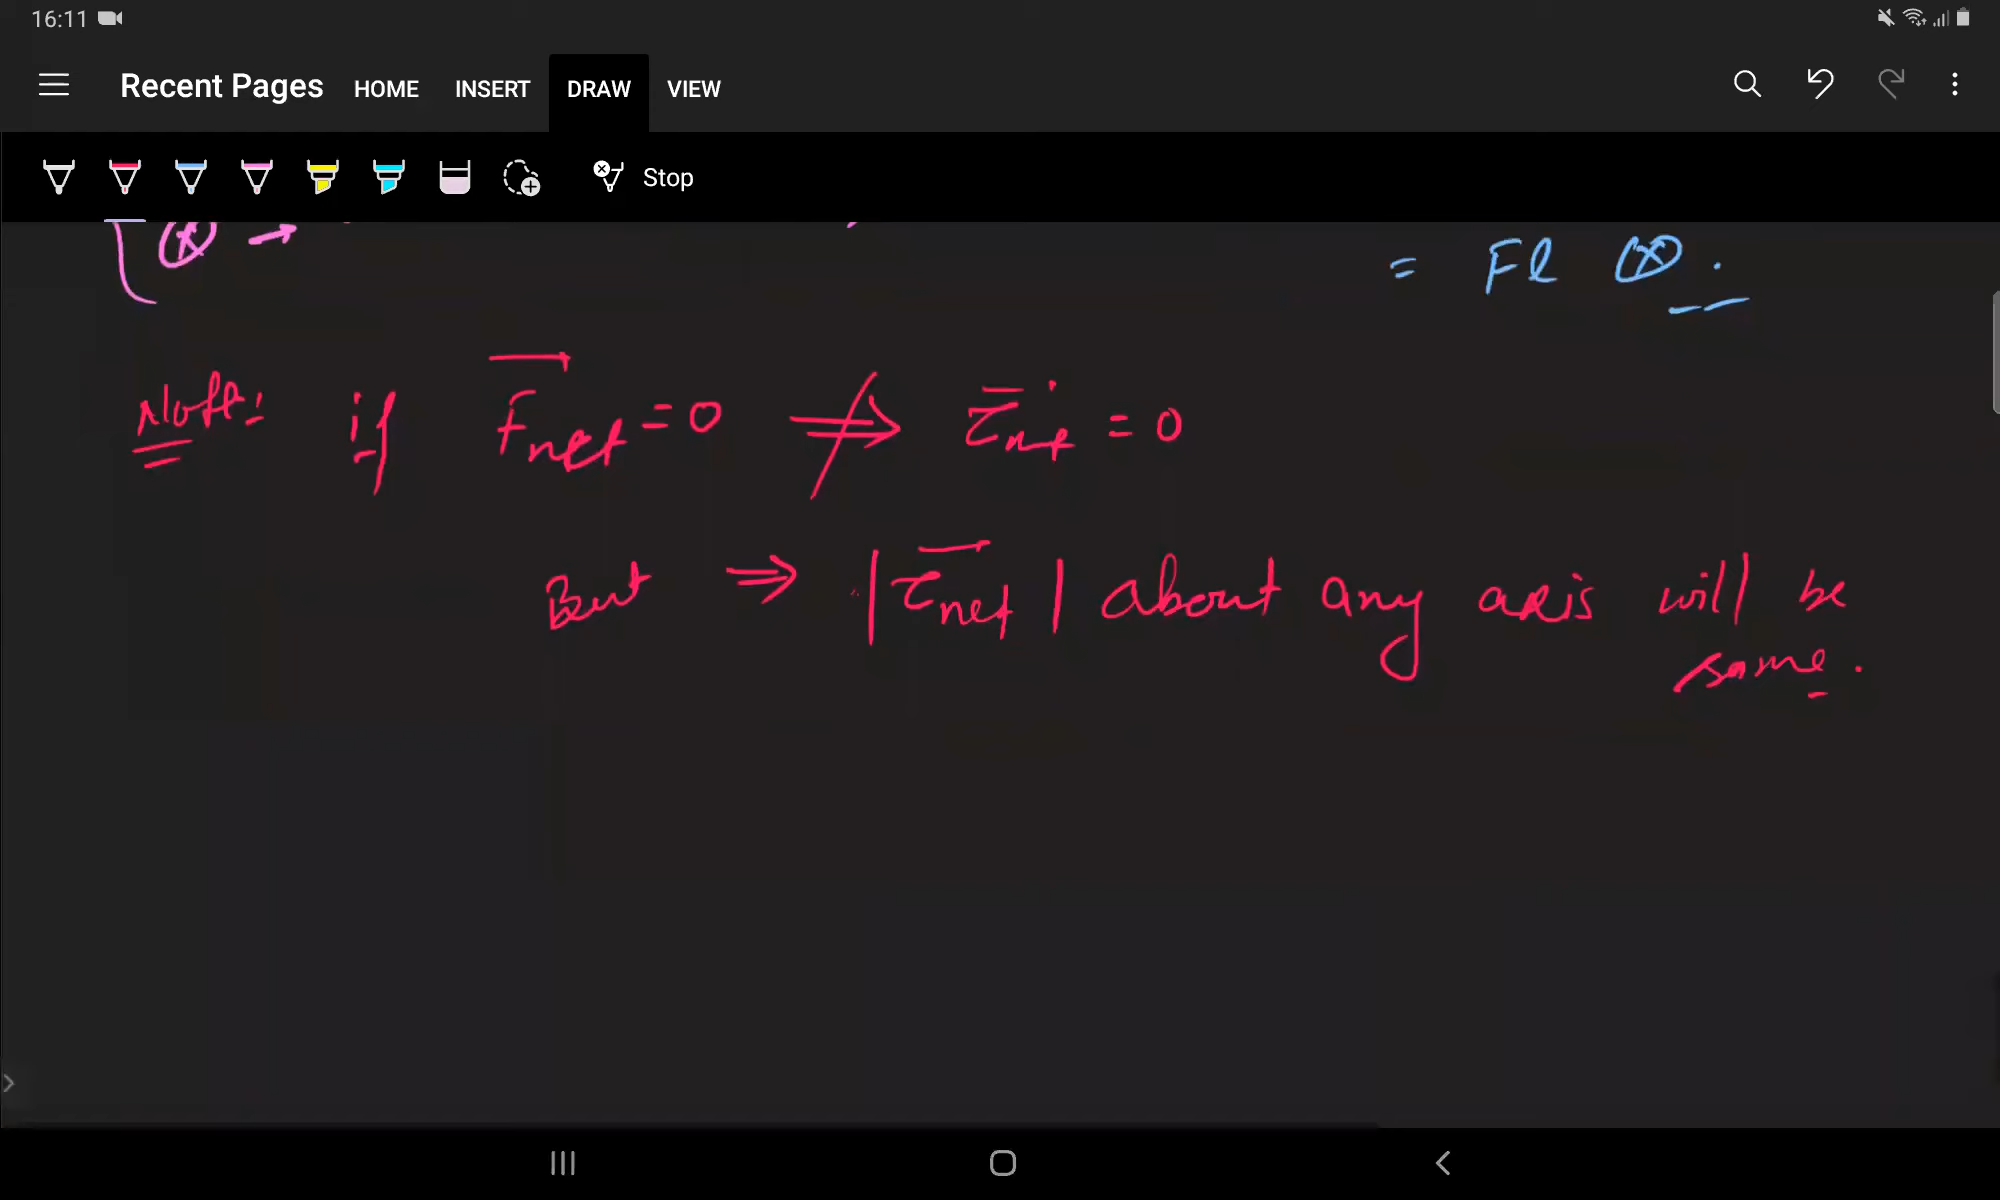 16:11
Recent Pages HOME INSERT DRAW VIEW
Stop
⊗ →
= Fl ⊗ .
Note: if F⃗net = 0 ⇏ τ⃗net = 0
But ⇒ |τ⃗net| about any axis will be
same.